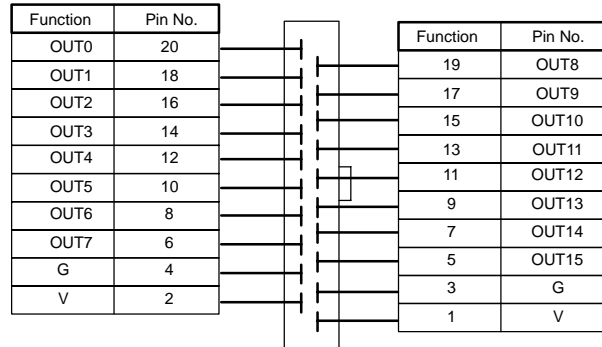 Function Pin No.
OUT0 20
OUT1 18
OUT2 16
OUT3 14
OUT4 12
OUT5 10
OUT6 8
OUT7 6
G 4
V 2
Function Pin No.
19 OUT8
17 OUT9
15 OUT10
13 OUT11
11 OUT12
9 OUT13
7 OUT14
5 OUT15
3 G
1 V